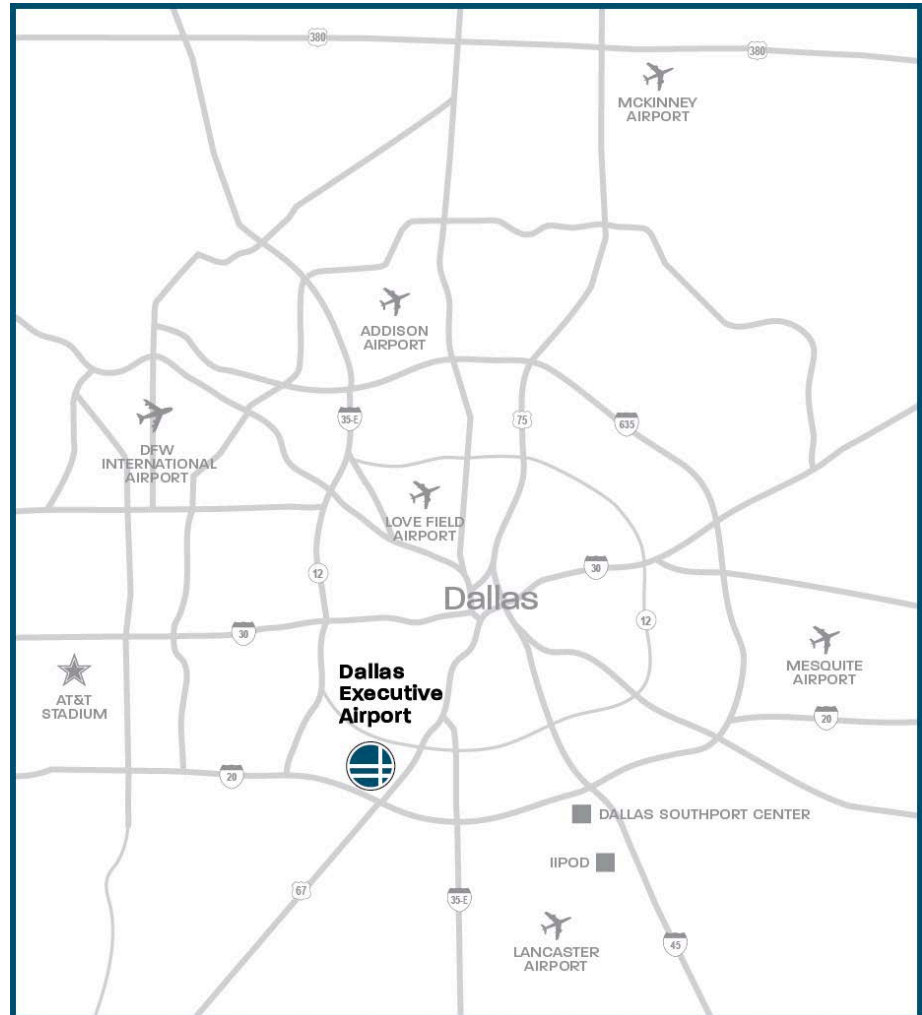 380
380
MCKINNEY
AIRPORT
ADDISON
AIRPORT
35-E
75
635
DFW
INTERNATIONAL
AIRPORT
LOVE FIELD
AIRPORT
12
30
Dallas
12
30
MESQUITE
AIRPORT
AT&T
STADIUM
Dallas
Executive
Airport
20
20
DALLAS SOUTHPORT CENTER
IIPOD
67
35-E
LANCASTER
AIRPORT
45